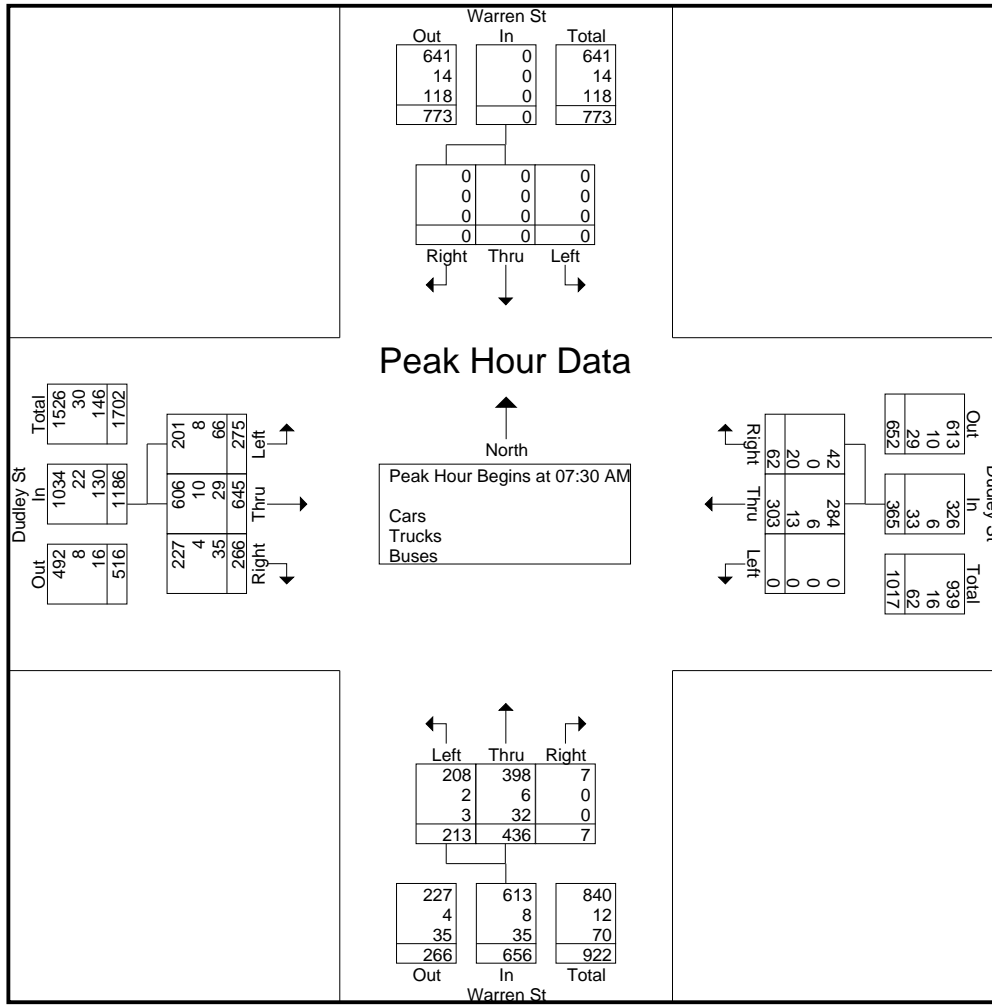 Warren St
Out In Total
641 0 641
14 0 14
118 0 118
773 0 773
0 0 0
0 0 0
0 0 0
0 0 0
Right Thru Left
Peak Hour Data
North
Peak Hour Begins at 07:30 AM
Cars
Trucks
Buses
Dudley St
Total
1526
30
146
1702
In
1034
22
130
1186
Out
492
8
16
516
201
8
66
275
Left
606
10
29
645
Thru
227
4
35
266
Right
Right
62
20
0
42
Thru
303
13
6
284
Left
0
0
0
0
Out
652
29
10
613
In
365
33
6
326
Total
1017
62
16
939
Dudley St
Left Thru Right
208 398 7
2 6 0
3 32 0
213 436 7
227 613 840
4 8 12
35 35 70
266 656 922
Out In Total
Warren St